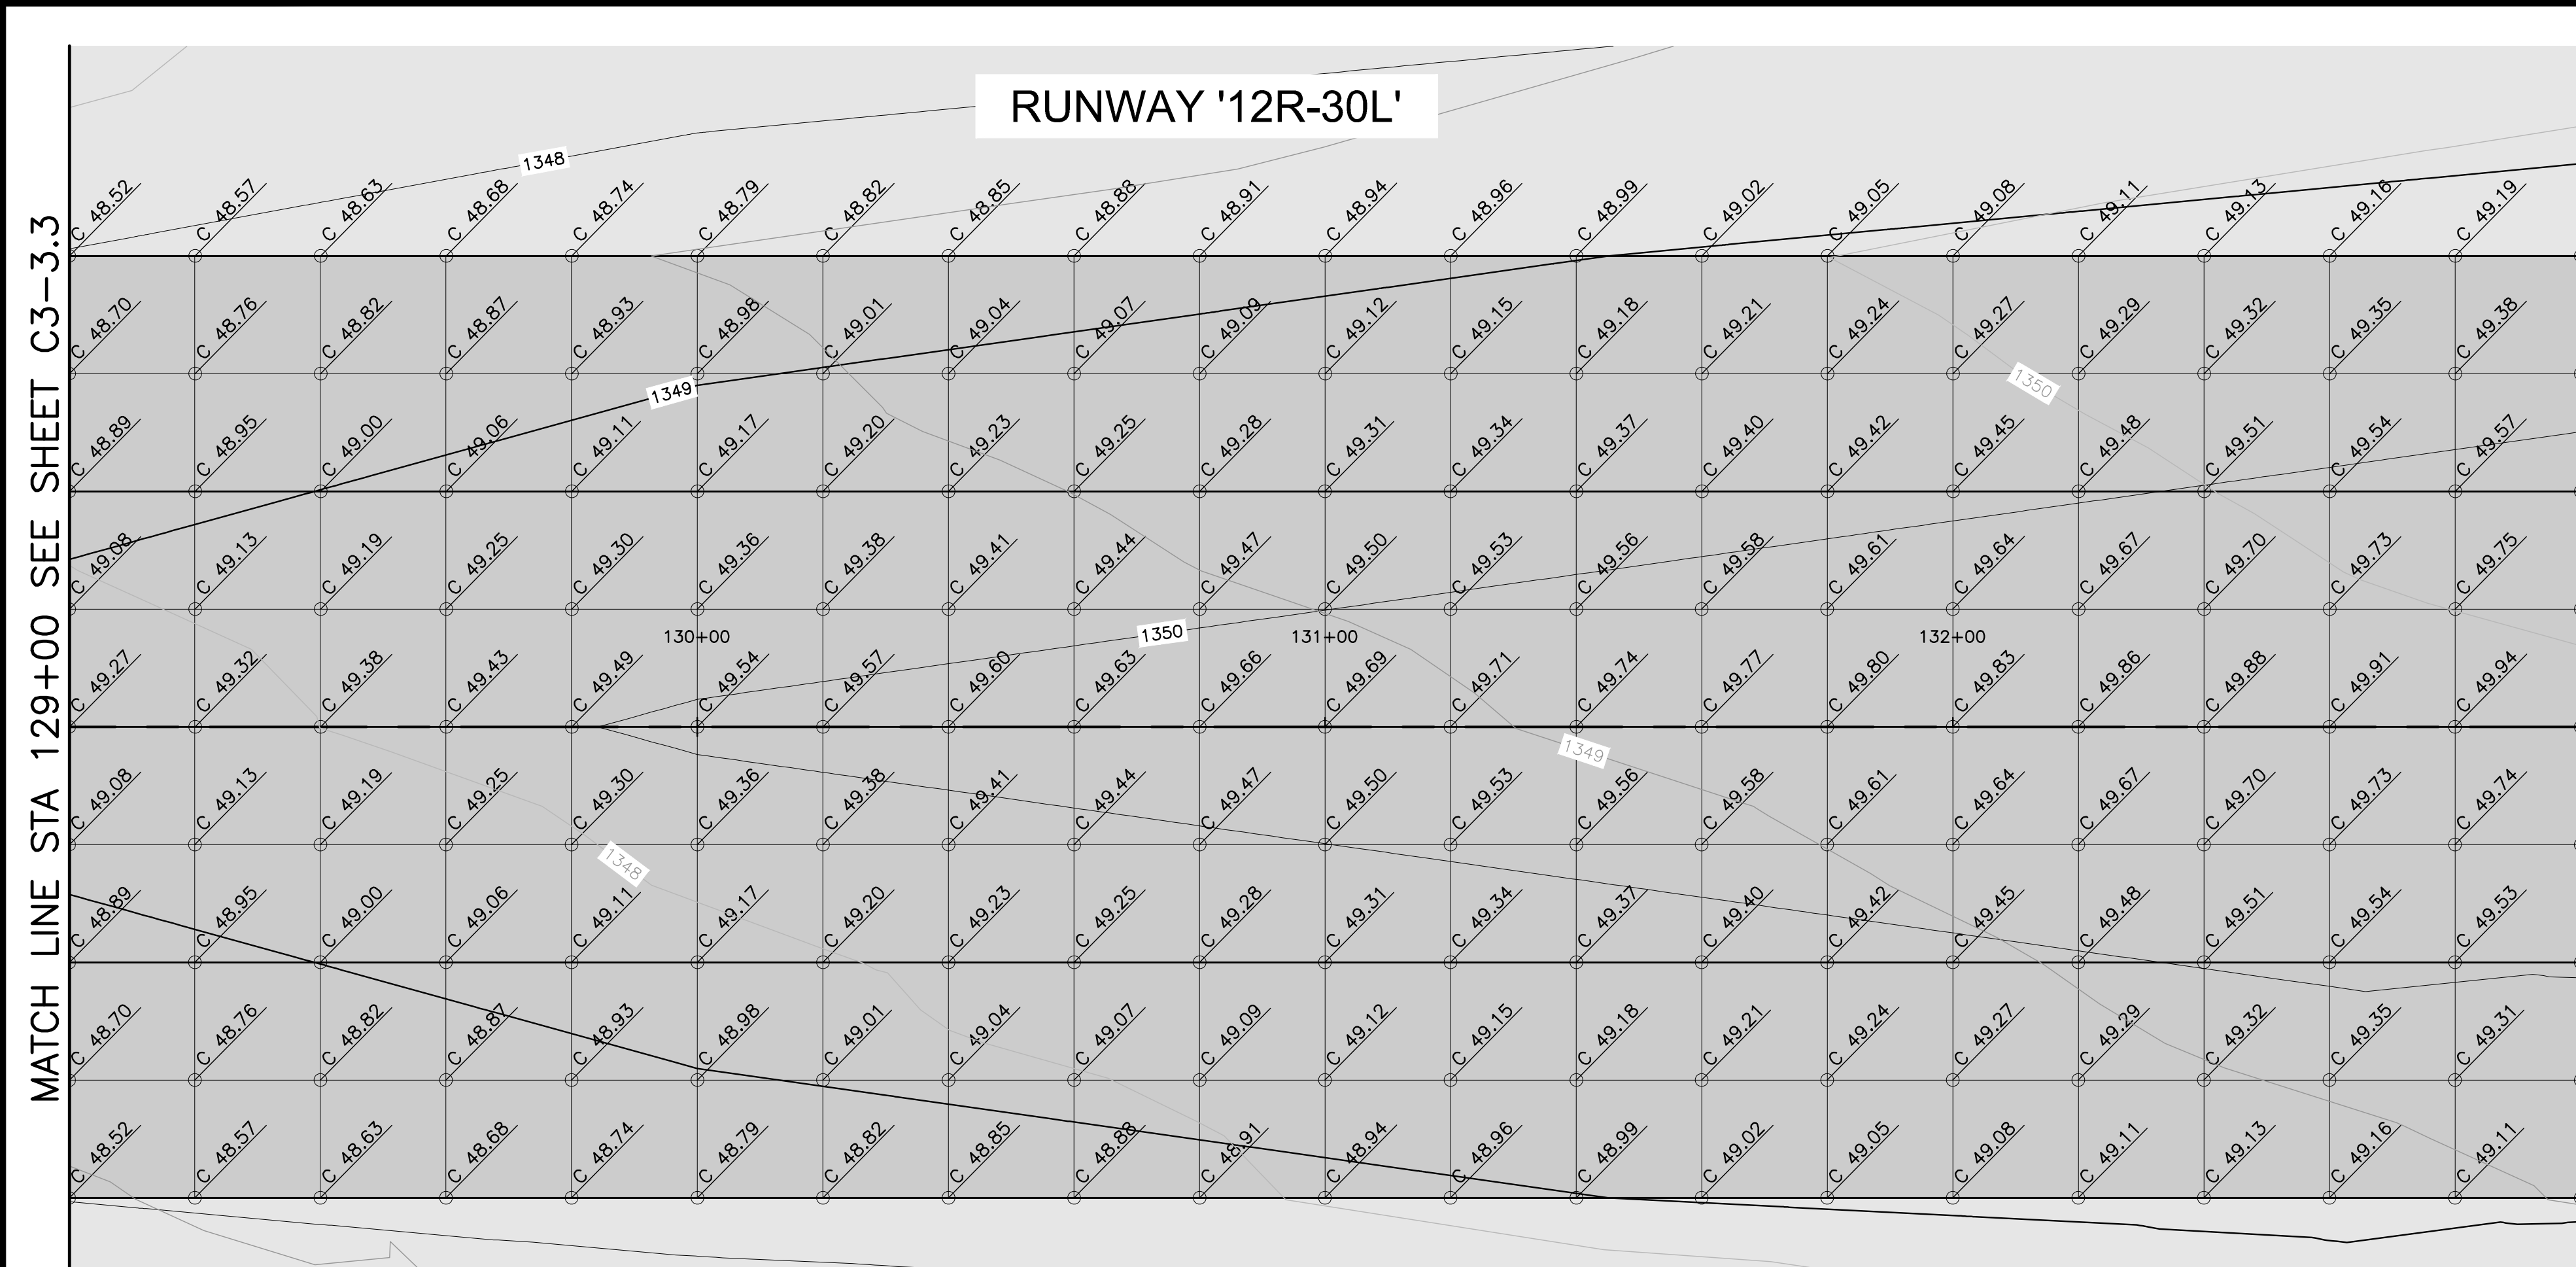 RUNWAY '12R-30L'
MATCH LINE STA 129+00 SEE SHEET C3-3.3
1348
C 48.52 C 48.57 C 48.63 C 48.68 C 48.74 C 48.79 C 48.82 C 48.85 C 48.88 C 48.91 C 48.94 C 48.96 C 48.99 C 49.02 C 49.05 C 49.08 C 49.11 C 49.13 C 49.16 C 49.19
C 48.70 C 48.76 C 48.82 C 48.87 C 48.93 C 48.98 C 49.01 C 49.04 C 49.07 C 49.09 C 49.12 C 49.15 C 49.18 C 49.21 C 49.24 C 49.27 C 49.29 C 49.32 C 49.35 C 49.38
1349 1350
C 48.89 C 48.95 C 49.00 C 49.06 C 49.11 C 49.17 C 49.20 C 49.23 C 49.25 C 49.28 C 49.31 C 49.34 C 49.37 C 49.40 C 49.42 C 49.45 C 49.48 C 49.51 C 49.54 C 49.57
C 49.08 C 49.13 C 49.19 C 49.25 C 49.30 C 49.36 C 49.38 C 49.41 C 49.44 C 49.47 C 49.50 C 49.53 C 49.56 C 49.58 C 49.61 C 49.64 C 49.67 C 49.70 C 49.73 C 49.75
130+00 1350 131+00 132+00
C 49.27 C 49.32 C 49.38 C 49.43 C 49.49 C 49.54 C 49.57 C 49.60 C 49.63 C 49.66 C 49.69 C 49.71 C 49.74 C 49.77 C 49.80 C 49.83 C 49.86 C 49.88 C 49.91 C 49.94
1349
C 49.08 C 49.13 C 49.19 C 49.25 C 49.30 C 49.36 C 49.38 C 49.41 C 49.44 C 49.47 C 49.50 C 49.53 C 49.56 C 49.58 C 49.61 C 49.64 C 49.67 C 49.70 C 49.73 C 49.74
1348
C 48.89 C 48.95 C 49.00 C 49.06 C 49.11 C 49.17 C 49.20 C 49.23 C 49.25 C 49.28 C 49.31 C 49.34 C 49.37 C 49.40 C 49.42 C 49.45 C 49.48 C 49.51 C 49.54 C 49.53
C 48.70 C 48.76 C 48.82 C 48.87 C 48.93 C 48.98 C 49.01 C 49.04 C 49.07 C 49.09 C 49.12 C 49.15 C 49.18 C 49.21 C 49.24 C 49.27 C 49.29 C 49.32 C 49.35 C 49.31
C 48.52 C 48.57 C 48.63 C 48.68 C 48.74 C 48.79 C 48.82 C 48.85 C 48.88 C 48.91 C 48.94 C 48.96 C 48.99 C 49.02 C 49.05 C 49.08 C 49.11 C 49.13 C 49.16 C 49.11